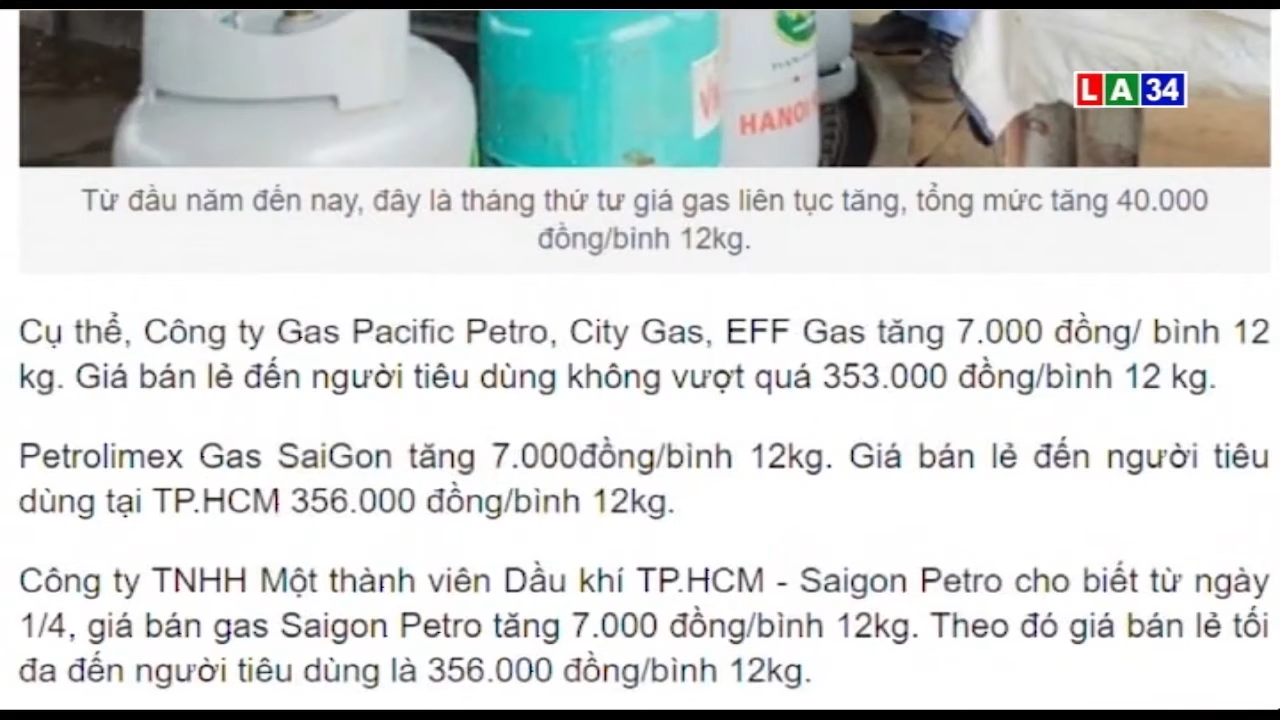 LA34
HANOI
Từ đầu năm đến nay, đây là tháng thứ tư giá gas liên tục tăng, tổng mức tăng 40.000
đồng/bình 12kg.
Cụ thể, Công ty Gas Pacific Petro, City Gas, EFF Gas tăng 7.000 đồng/ bình 12
kg. Giá bán lẻ đến người tiêu dùng không vượt quá 353.000 đồng/bình 12 kg.
Petrolimex Gas SaiGon tăng 7.000đồng/bình 12kg. Giá bán lẻ đến người tiêu
dùng tại TP.HCM 356.000 đồng/bình 12kg.
Công ty TNHH Một thành viên Dầu khí TP.HCM - Saigon Petro cho biết từ ngày
1/4, giá bán gas Saigon Petro tăng 7.000 đồng/bình 12kg. Theo đó giá bán lẻ tối
đa đến người tiêu dùng là 356.000 đồng/bình 12kg.